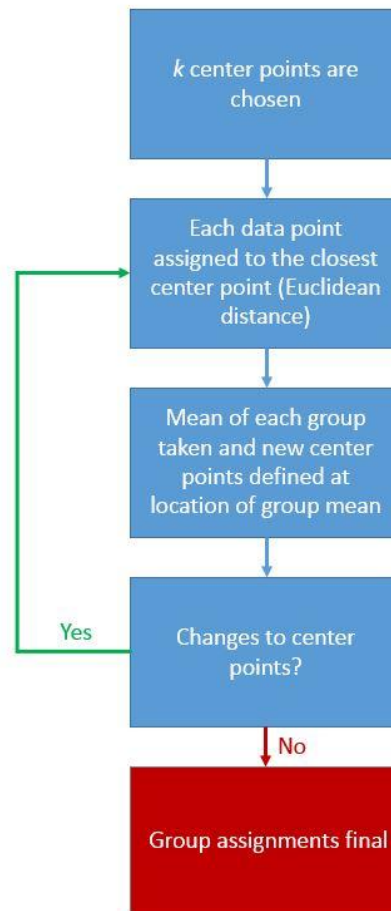 k center points are
chosen
Each data point
assigned to the closest
center point (Euclidean
distance)
Mean of each group
taken and new center
points defined at
location of group mean
Yes
Changes to center
points?
No
Group assignments final